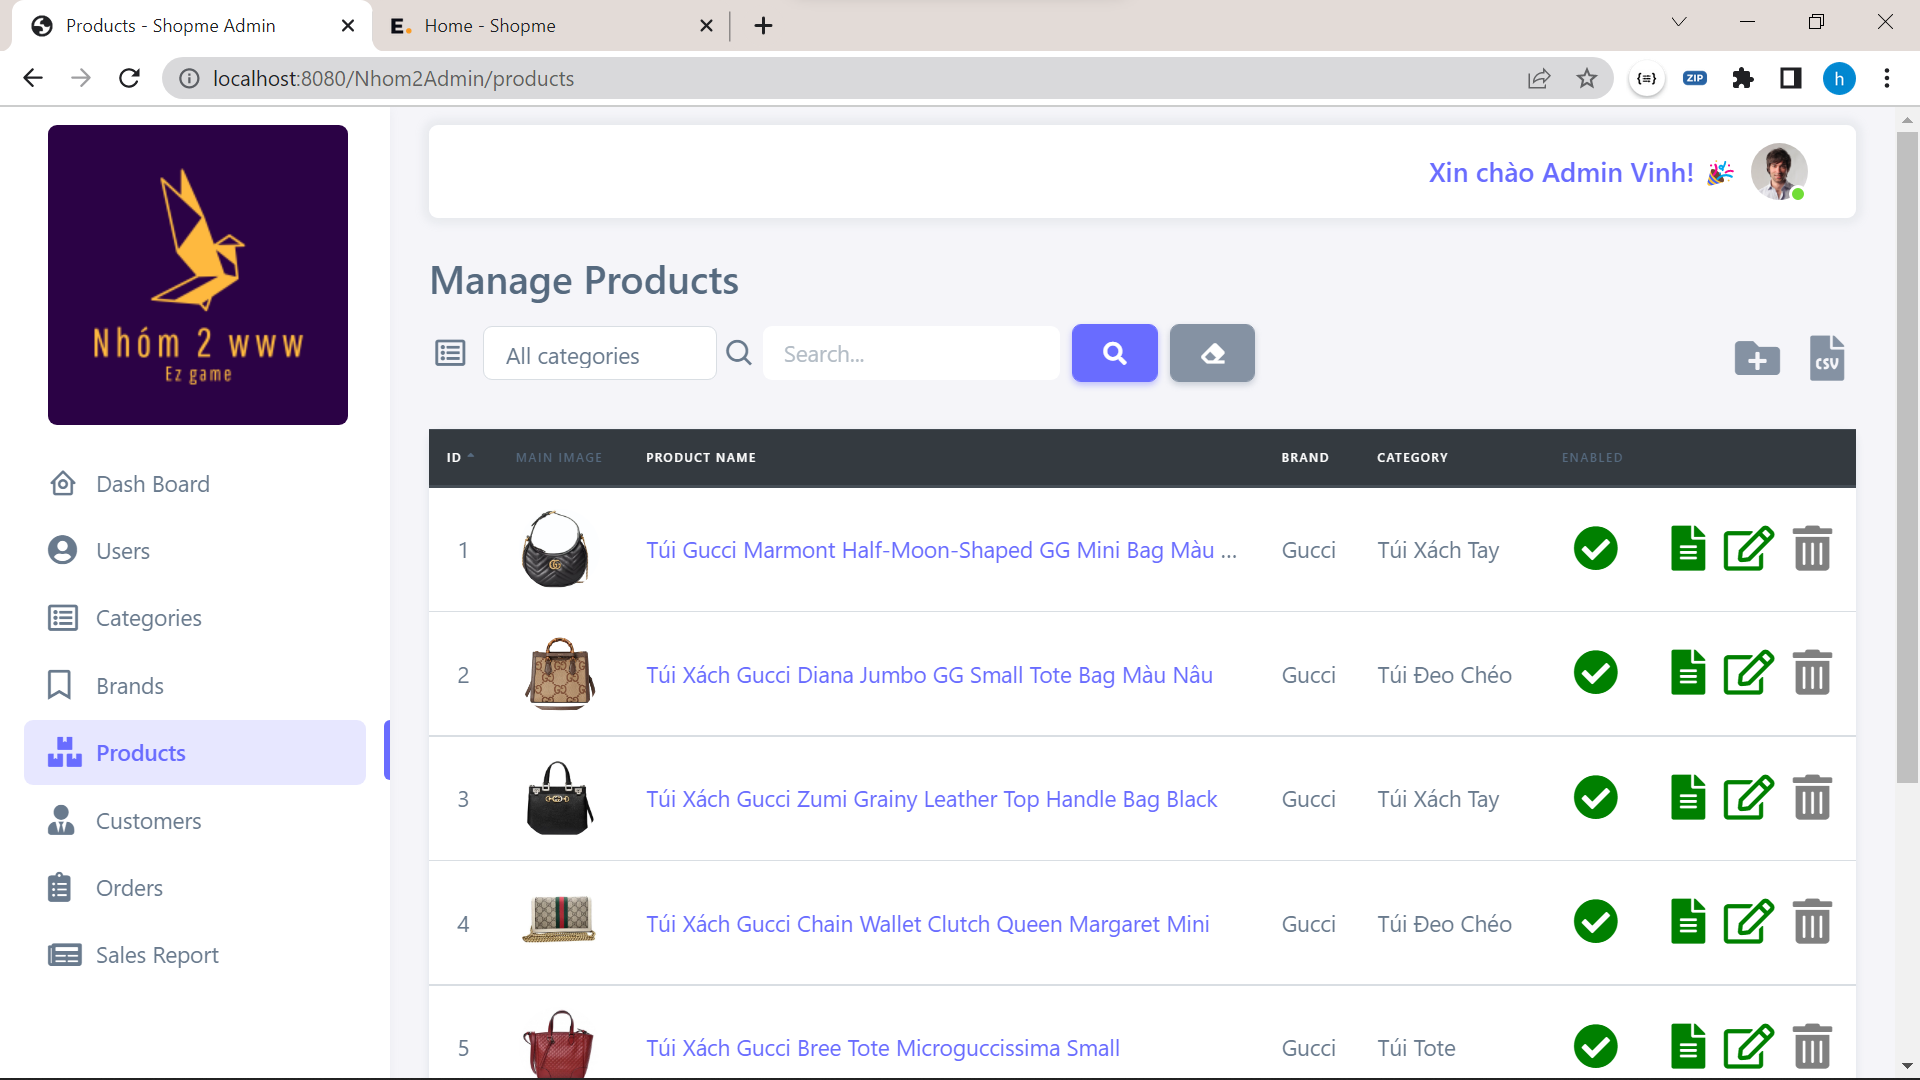 Products - Shopme Admin
E. Home - Shopme
localhost:8080/Nhom2Admin/products
{≡}
ZIP
h
Nhóm 2 www
Ez game
Xin chào Admin Vinh! 🎉
Manage Products
All categories
Search...
CSV
Dash Board
Users
Categories
Brands
Products
Customers
Orders
Sales Report
ID MAIN IMAGE PRODUCT NAME BRAND CATEGORY ENABLED
1 Túi Gucci Marmont Half-Moon-Shaped GG Mini Bag Màu ... Gucci Túi Xách Tay
2 Túi Xách Gucci Diana Jumbo GG Small Tote Bag Màu Nâu Gucci Túi Đeo Chéo
3 Túi Xách Gucci Zumi Grainy Leather Top Handle Bag Black Gucci Túi Xách Tay
4 Túi Xách Gucci Chain Wallet Clutch Queen Margaret Mini Gucci Túi Đeo Chéo
5 Túi Xách Gucci Bree Tote Microguccissima Small Gucci Túi Tote